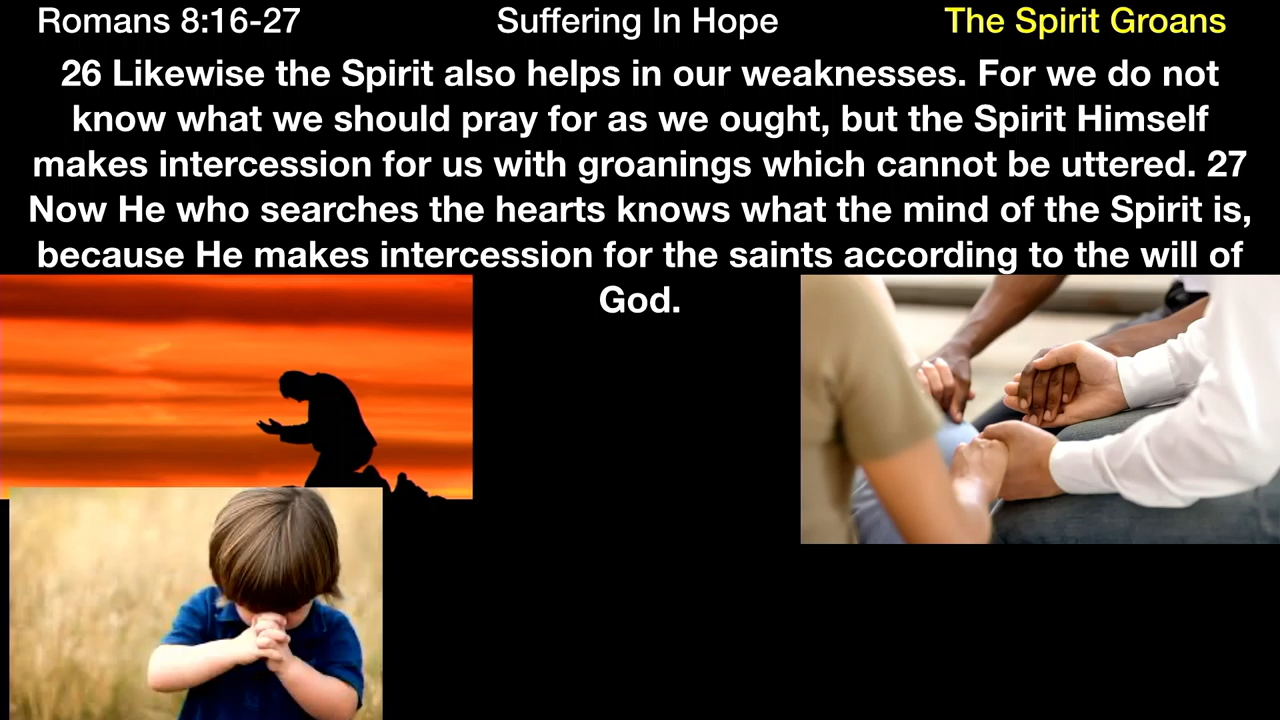 Romans 8:16-27 Suffering In Hope The Spirit Groans
26 Likewise the Spirit also helps in our weaknesses. For we do not
know what we should pray for as we ought, but the Spirit Himself
makes intercession for us with groanings which cannot be uttered. 27
Now He who searches the hearts knows what the mind of the Spirit is,
because He makes intercession for the saints according to the will of
God.